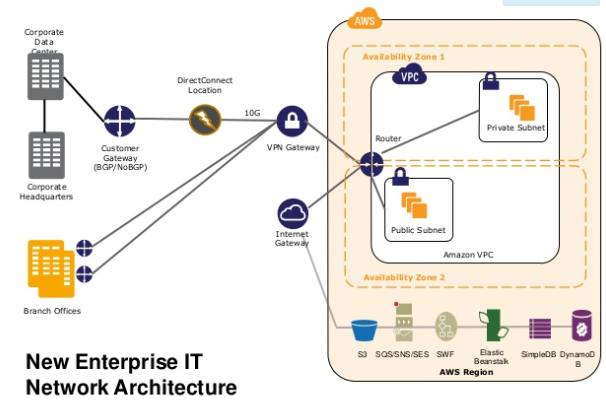 AWS
Corporate
Data
Center
Availability Zone 1
VPC
DirectConnect
Location
10G
Private Subnet
Router
VPN Gateway
Customer
Gateway
(BGP/NoBGP)
Corporate
Headquarters
Public Subnet
Internet
Gateway
Amazon VPC
Availability Zone 2
Branch Offices
S3
SQS/SNS/SES
SWF
Elastic
Beanstalk
SimpleDB
DynamoD
B
AWS Region
New Enterprise IT
Network Architecture